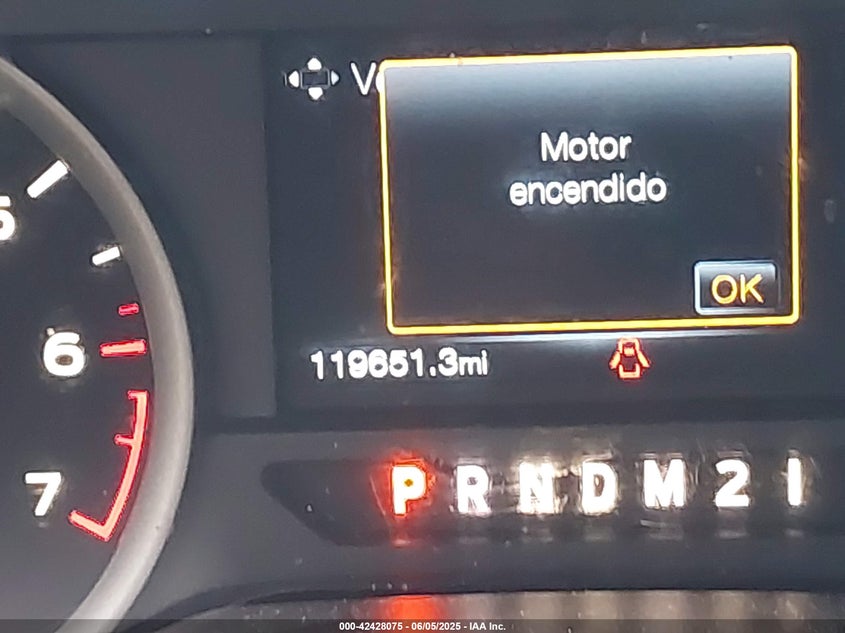 Motor
encendido
OK
119651.3mi
5
6
7
P R N D M 2 1
000-42428075 - 06/05/2025 - IAA Inc.